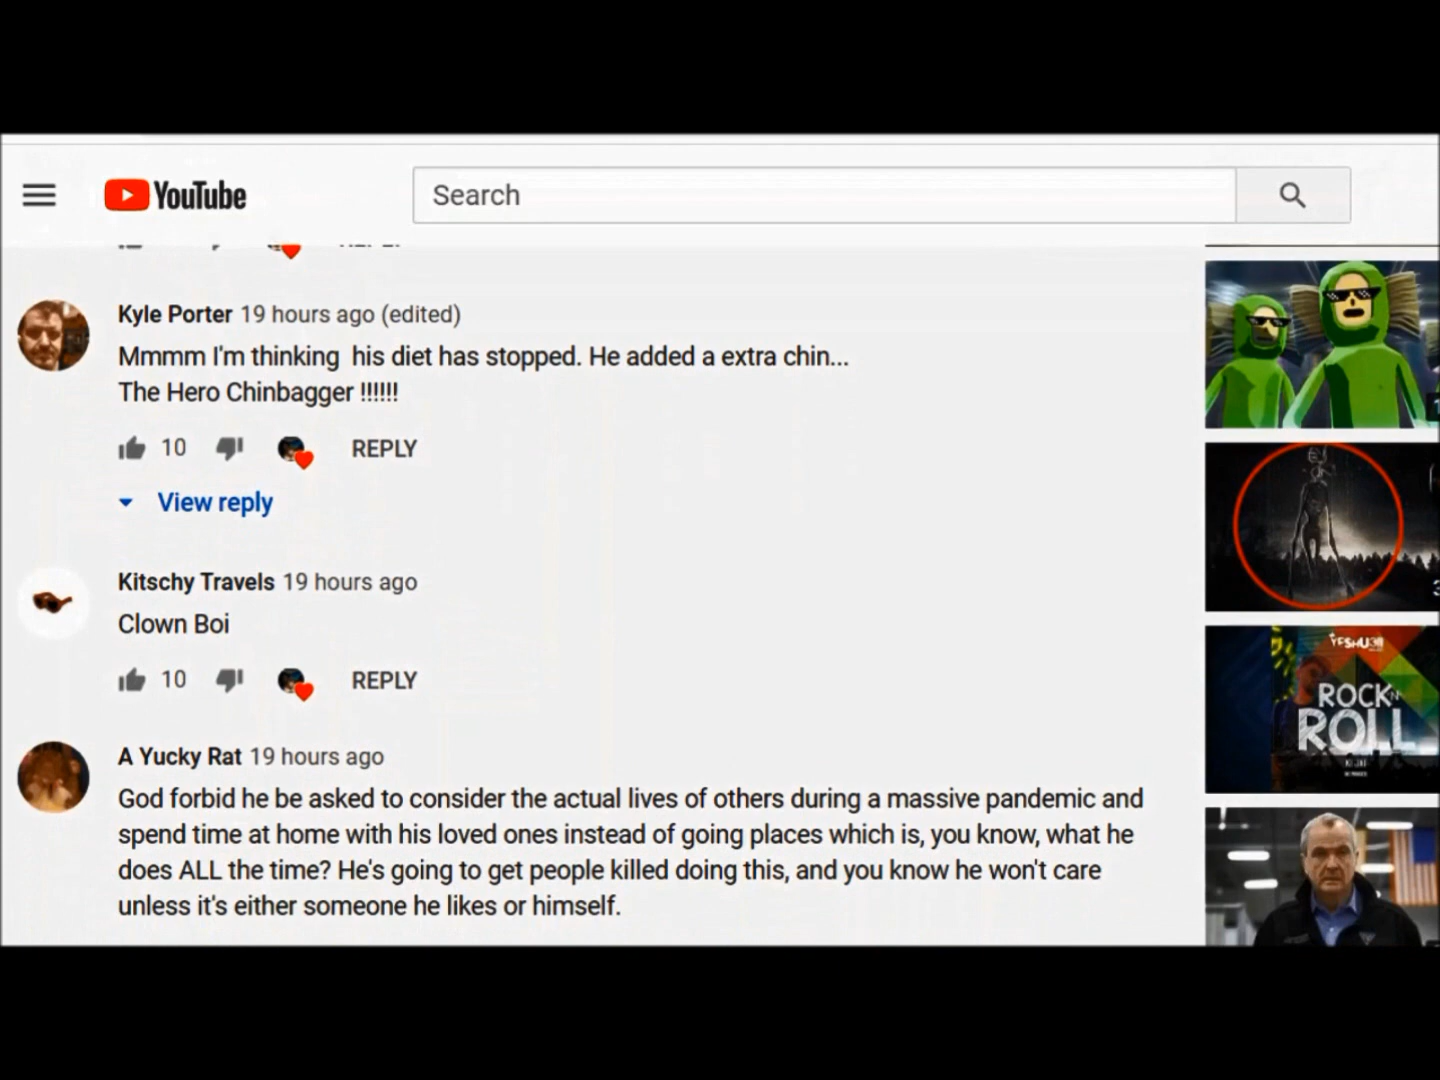 YouTube
Search
Kyle Porter 19 hours ago (edited)
Mmmm I'm thinking  his diet has stopped. He added a extra chin...
The Hero Chinbagger !!!!!!
10
REPLY
View reply
Kitschy Travels 19 hours ago
Clown Boi
10
REPLY
A Yucky Rat 19 hours ago
God forbid he be asked to consider the actual lives of others during a massive pandemic and
spend time at home with his loved ones instead of going places which is, you know, what he
does ALL the time? He's going to get people killed doing this, and you know he won't care
unless it's either someone he likes or himself.
ROCK N
ROLL